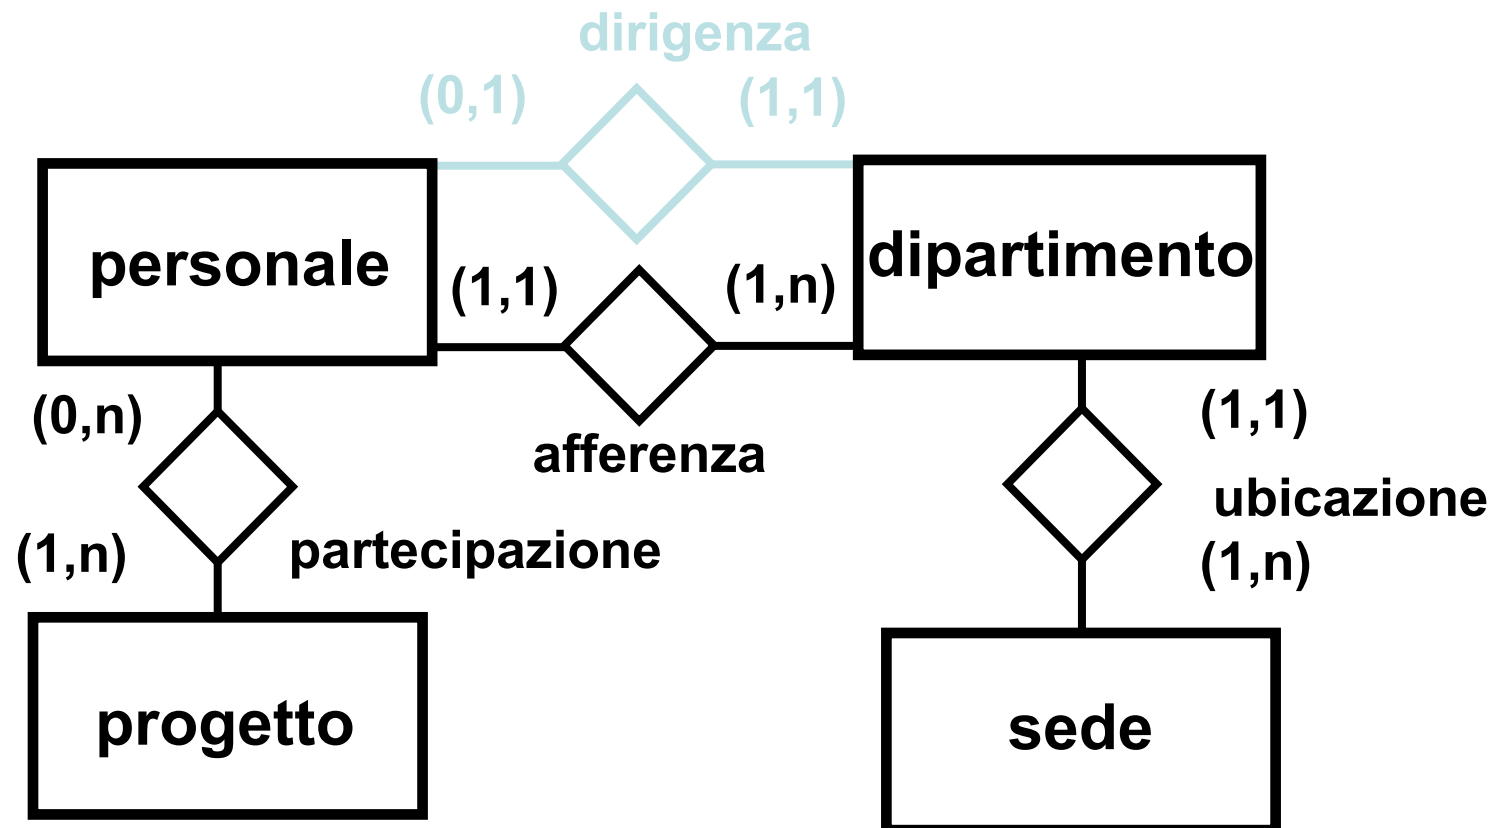 dirigenza
(0,1) (1,1)
personale
dipartimento
(1,1) (1,n)
afferenza
(0,n)
(1,1)
partecipazione
ubicazione
(1,n)
(1,n)
progetto
sede